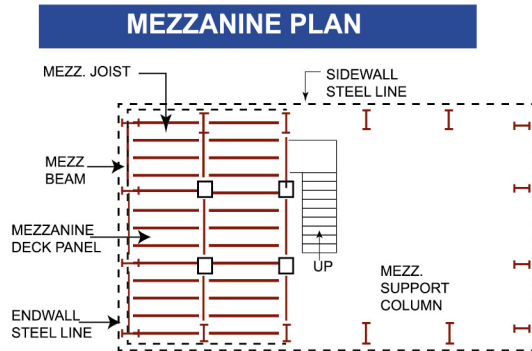 MEZZANINE PLAN
MEZZ. JOIST
SIDEWALL
STEEL LINE
MEZZ
BEAM
MEZZANINE
DECK PANEL
UP
MEZZ.
SUPPORT
COLUMN
ENDWALL
STEEL LINE